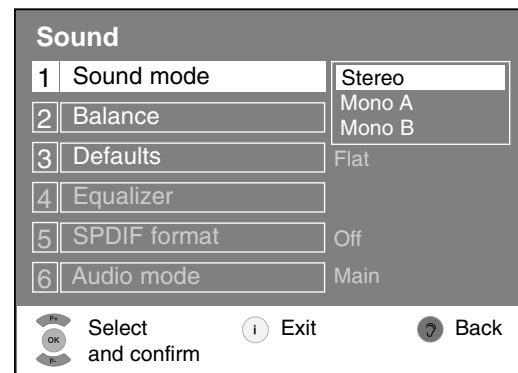 Sound
1 Sound mode Stereo
Mono A
2 Balance Mono B
3 Defaults Flat
4 Equalizer
5 SPDIF format Off
6 Audio mode Main
P+
OK
P-
Select
and confirm
i Exit
Back